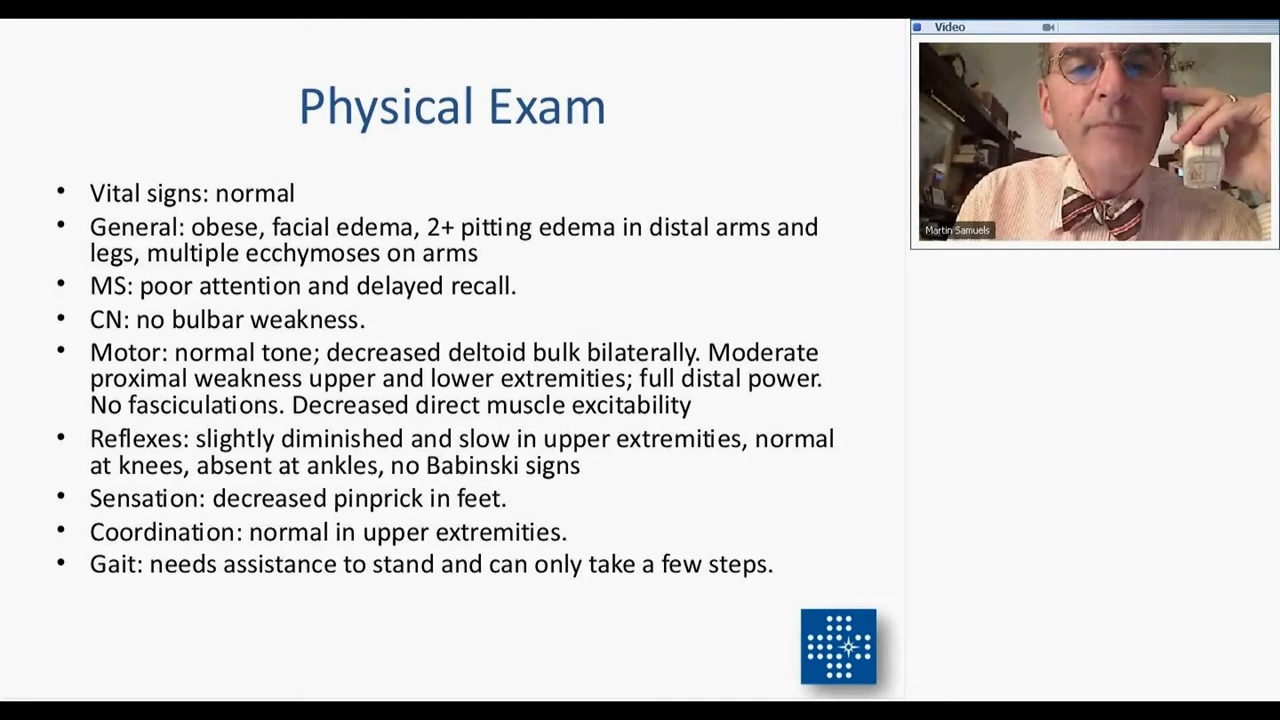 Physical Exam
• Vital signs: normal
• General: obese, facial edema, 2+ pitting edema in distal arms and
legs, multiple ecchymoses on arms
• MS: poor attention and delayed recall.
• CN: no bulbar weakness.
• Motor: normal tone; decreased deltoid bulk bilaterally. Moderate
proximal weakness upper and lower extremities; full distal power.
No fasciculations. Decreased direct muscle excitability
• Reflexes: slightly diminished and slow in upper extremities, normal
at knees, absent at ankles, no Babinski signs
• Sensation: decreased pinprick in feet.
• Coordination: normal in upper extremities.
• Gait: needs assistance to stand and can only take a few steps.
Video
Martin Samuels